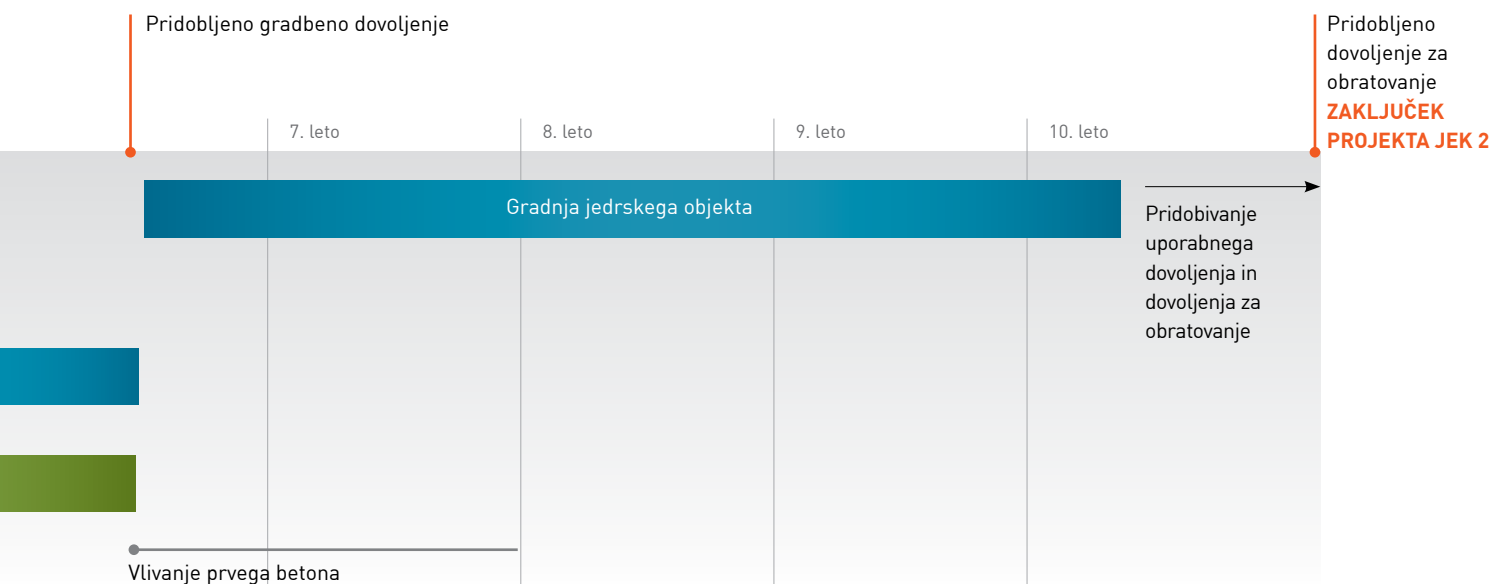 Pridobljeno gradbeno dovoljenje
Pridobljeno
dovoljenje za
obratovanje
ZAKLJUČEK
PROJEKTA JEK 2
7. leto
8. leto
9. leto
10. leto
Gradnja jedrskega objekta
Pridobivanje
uporabnega
dovoljenja in
dovoljenja za
obratovanje
Vlivanje prvega betona